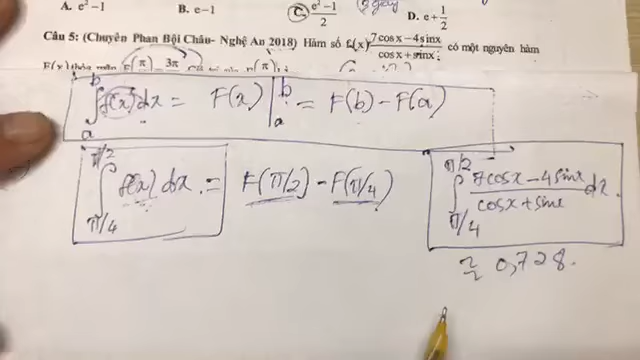 A. e²-1 B. e-1 C. (e²-1)/2 D. e+1/2
Câu 5: (Chuyên Phan Bội Châu- Nghệ An 2018) Hàm số f(x) (7cosx-4sinx)/(cosx+sinx); có một nguyên hàm
∫_a^b f(x)dx = F(x)|_a^b = F(b) - F(a)
∫_{π/4}^{π/2} f(x) dx = F(π/2) - F(π/4)
∫_{π/4}^{π/2} (7cosx - 4sinx)/(cosx + sinx) dx.
≈ 0,728.